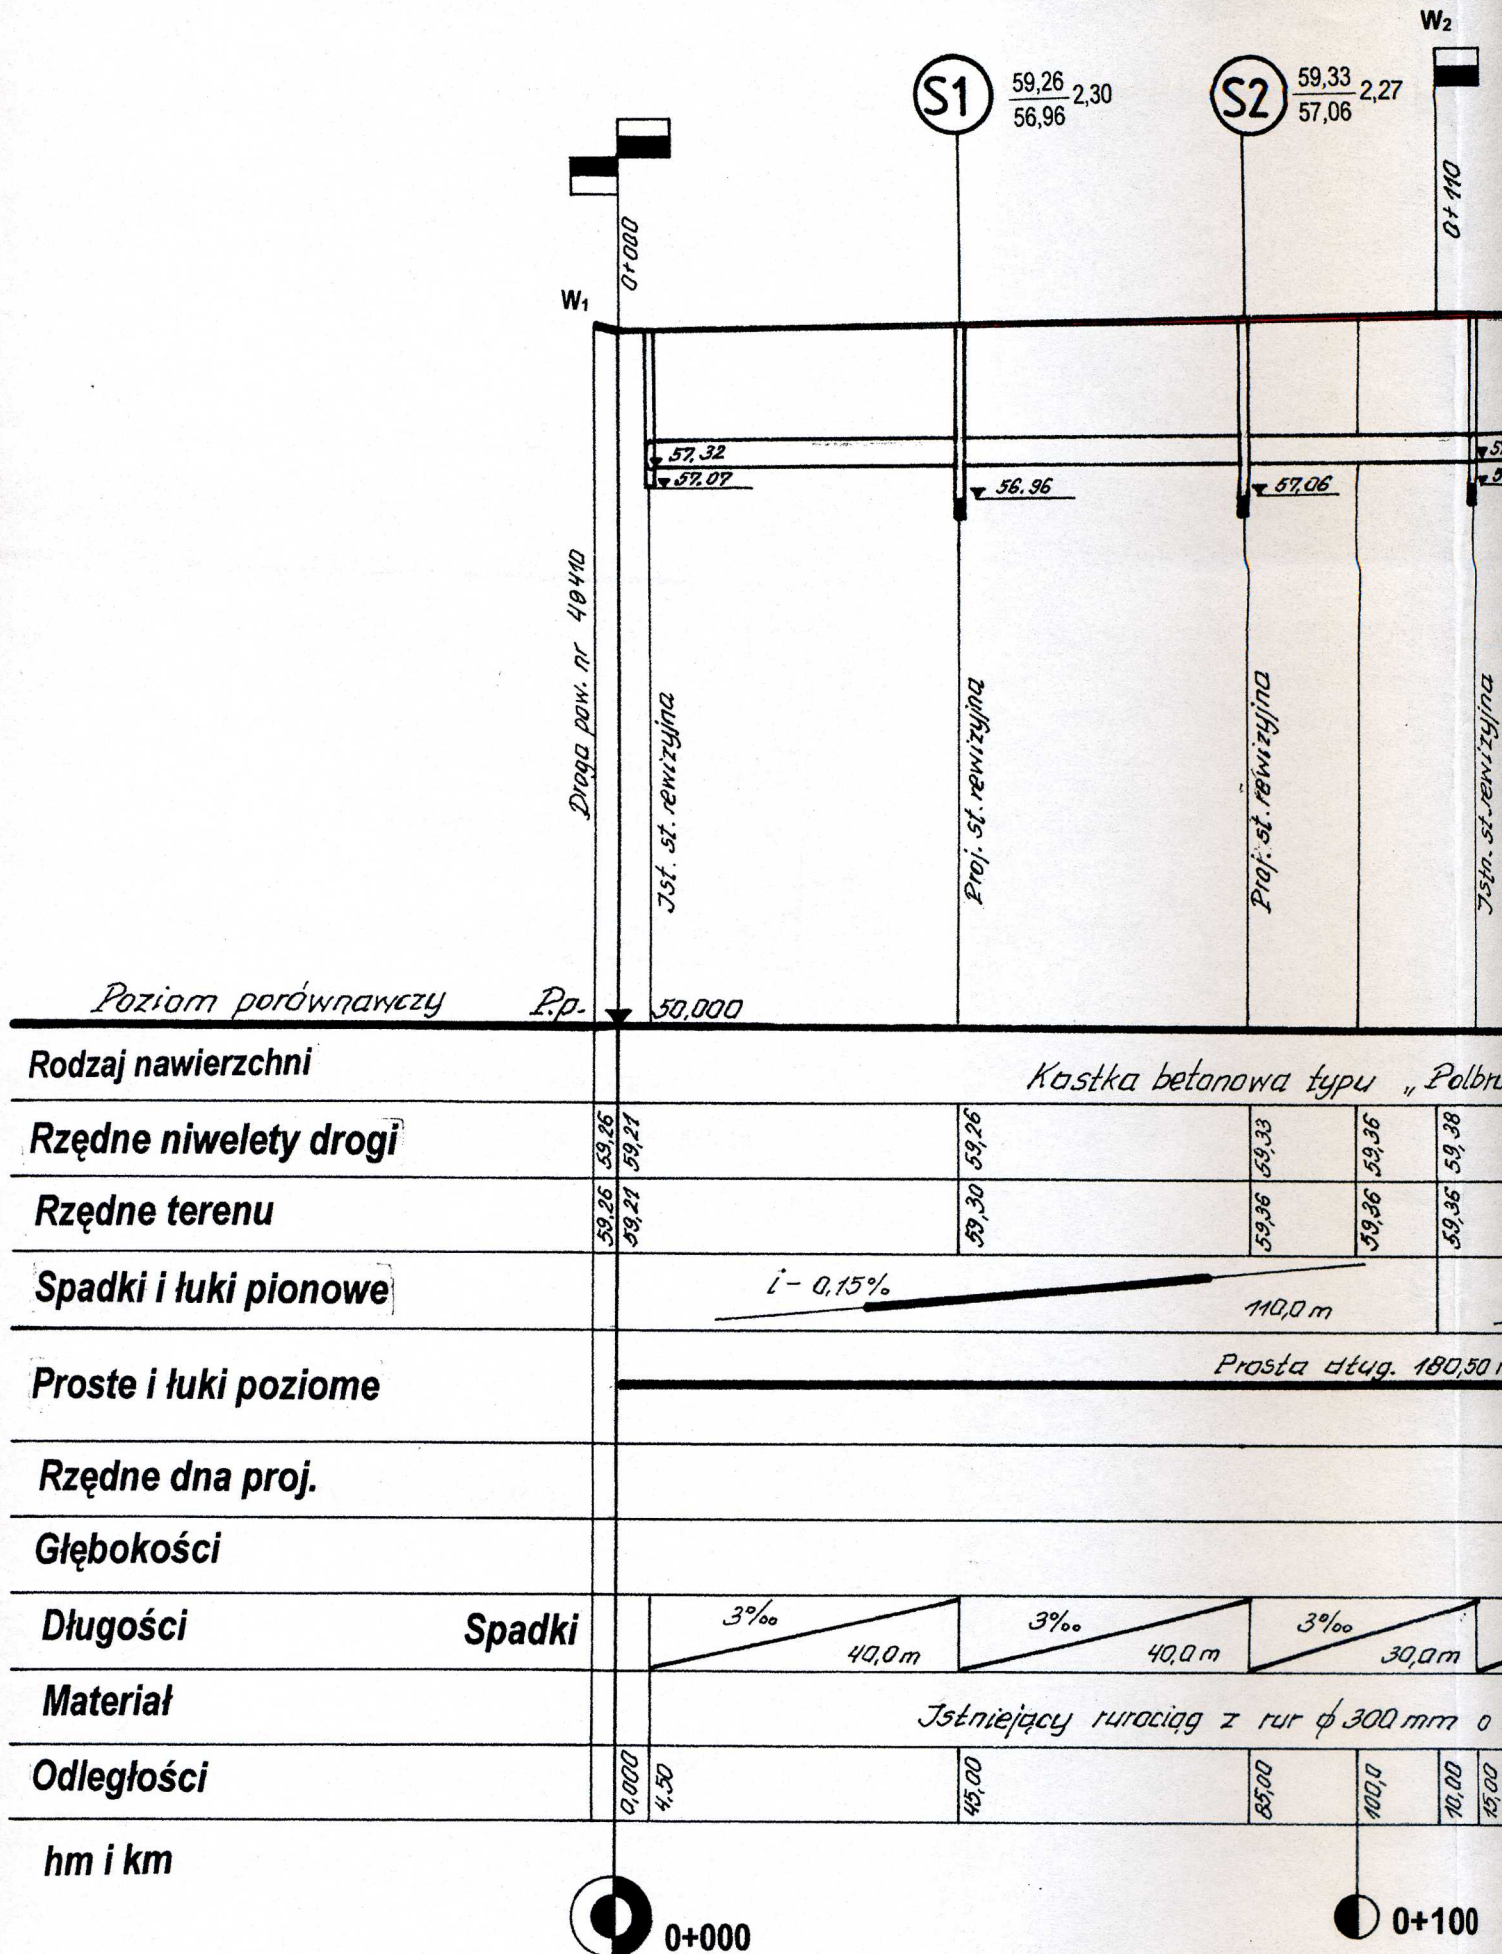 W2
S1 59,26 2,30
56,96
S2 59,33 2,27
57,06
0+110
0+000
W1
57.32
57.07
56.96
57,06
Droga pow. nr 49410
Ist. st. rewizyjna
Proj. st. rewizyjna
Proj. st. rewizyjna
Istn. st. rewizyjna
Poziom porównawczy P.p. 50,000
Rodzaj nawierzchni Kostka betonowa typu „Polbru
Rzędne niwelety drogi 59,26 59,21 59,26 59,33 59,36 59,38
Rzędne terenu 59,26 59,21 59,30 59,36 59,36 59,36
Spadki i łuki pionowe i - 0,15% 110,0 m
Proste i łuki poziome Prosta dług. 180,50
Rzędne dna proj.
Głębokości
Długości Spadki 3‰ 40,0 m 3‰ 40,0 m 3‰ 30,0 m
Materiał Istniejący rurociąg z rur ϕ 300 mm o
Odległości 0,000 4,50 45,00 85,00 100,0 10,00 15,00
hm i km
0+000 0+100